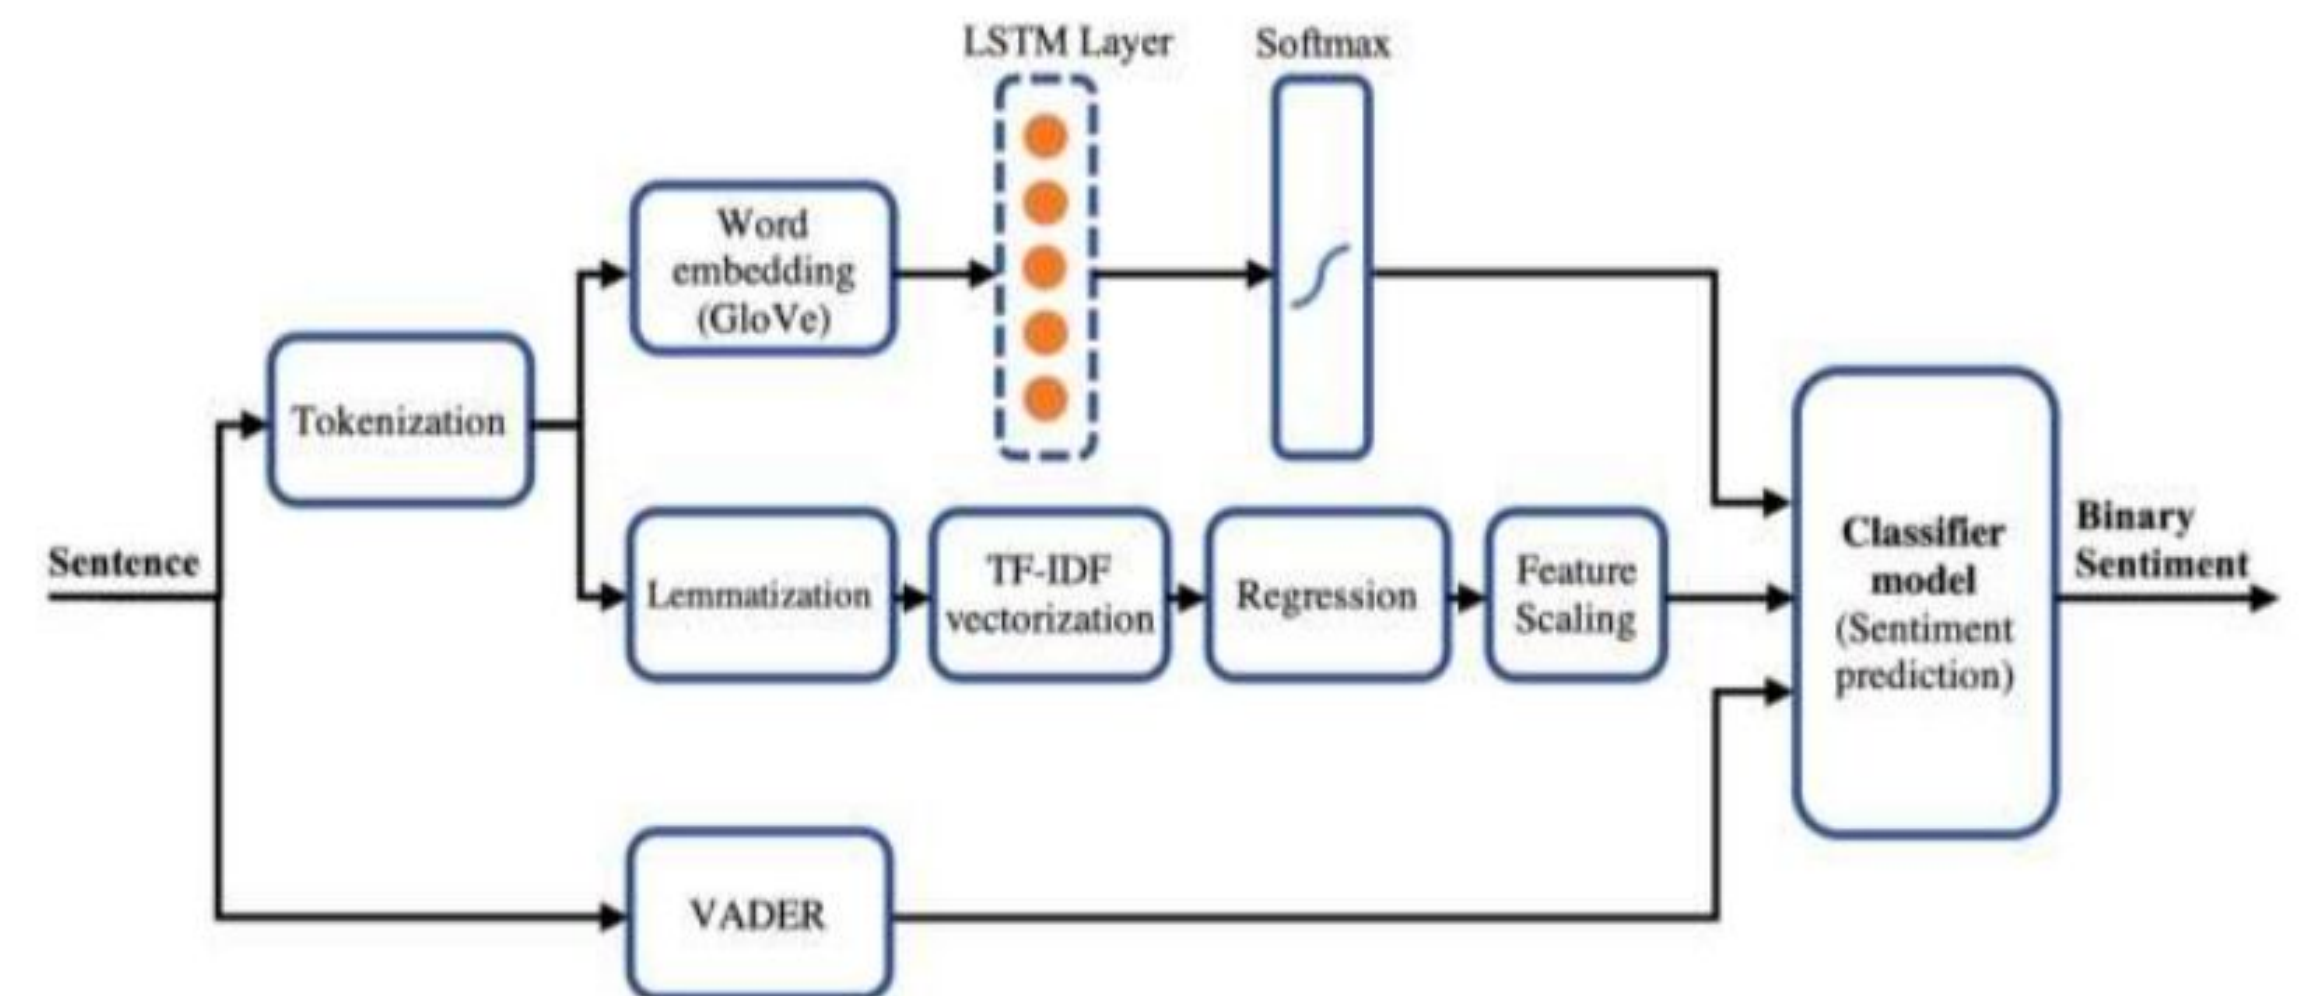 LSTM Layer
Softmax
Word
embedding
(GloVe)
Tokenization
Sentence
Lemmatization
TF-IDF
vectorization
Regression
Feature
Scaling
Classifier
model
(Sentiment
prediction)
Binary
Sentiment
VADER